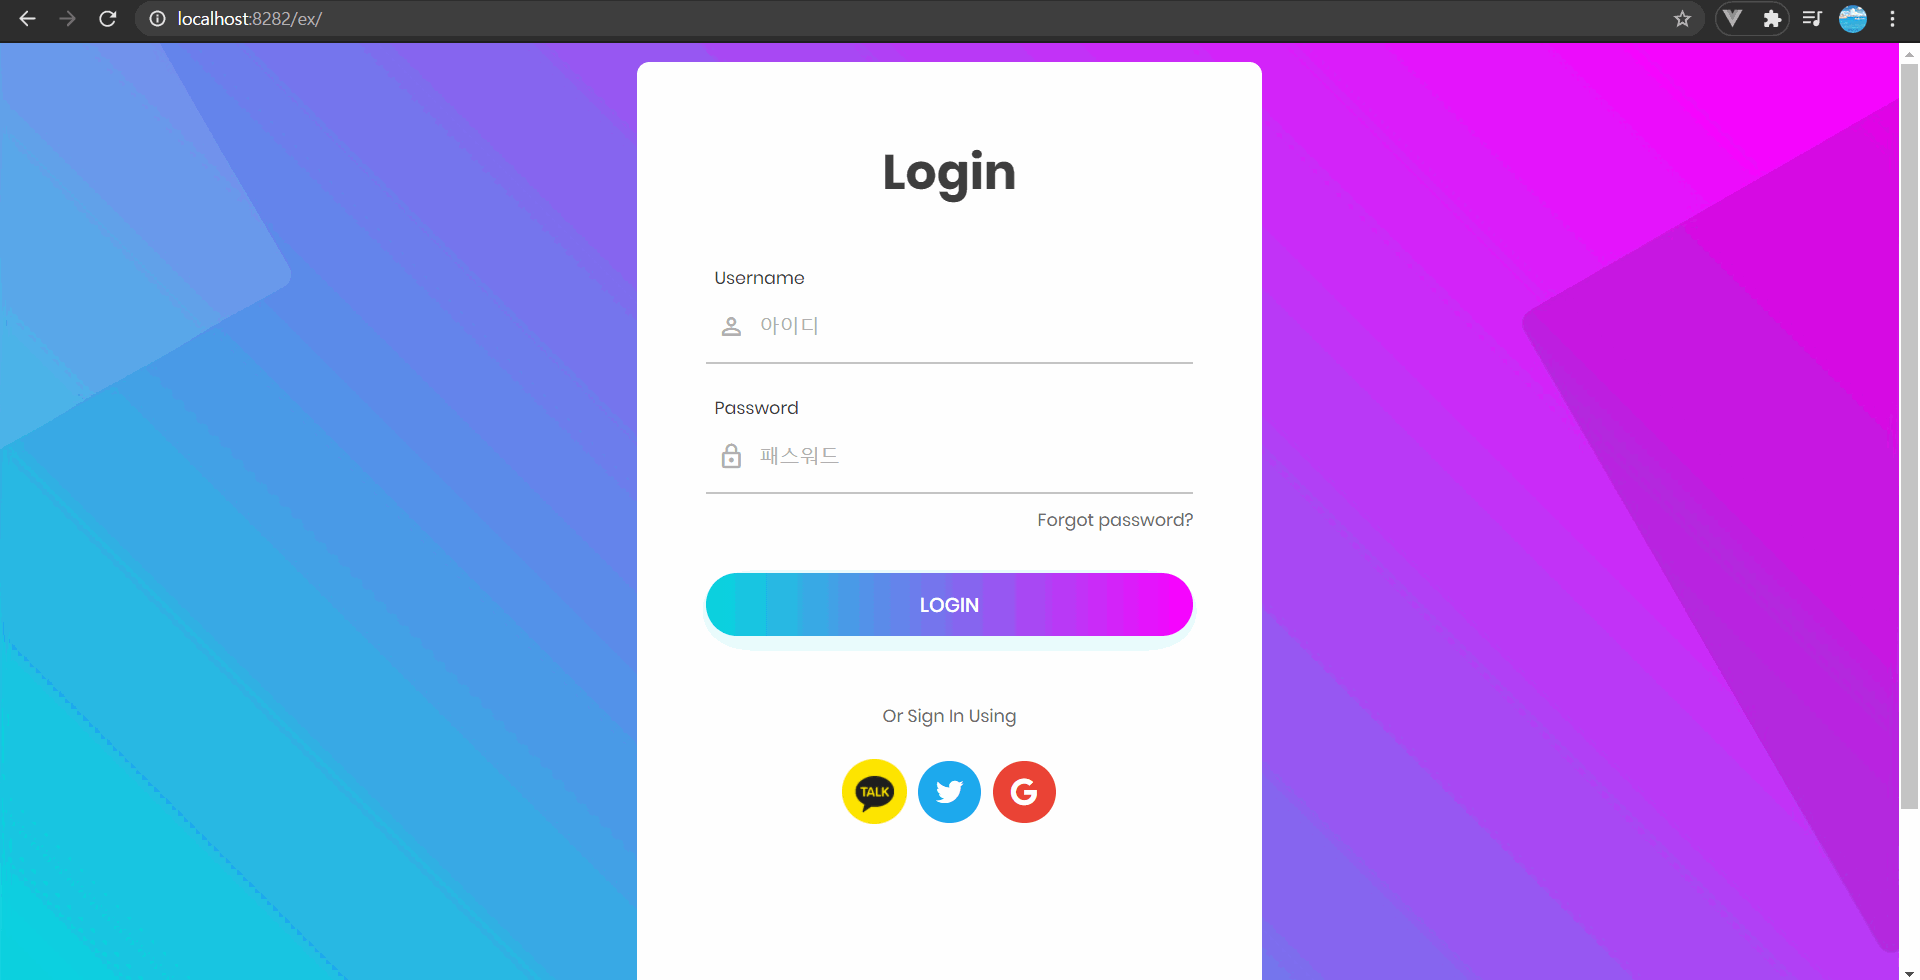 localhost:8282/ex/
Login
Username
아이디
Password
패스워드
Forgot password?
LOGIN
Or Sign In Using
TALK
G